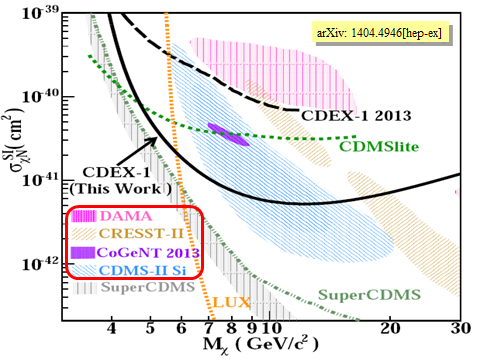 arXiv: 1404.4946[hep-ex]
10⁻³⁹
10⁻⁴⁰
10⁻⁴¹
10⁻⁴²
σ^SI_χN (cm²)
CDEX-1 2013
CDMSlite
CDEX-1
(This Work )
DAMA
CRESST-II
CoGeNT 2013
CDMS-II Si
SuperCDMS
LUX
SuperCDMS
4 5 6 7 8 9 10 20 30
Mχ ( GeV/c² )